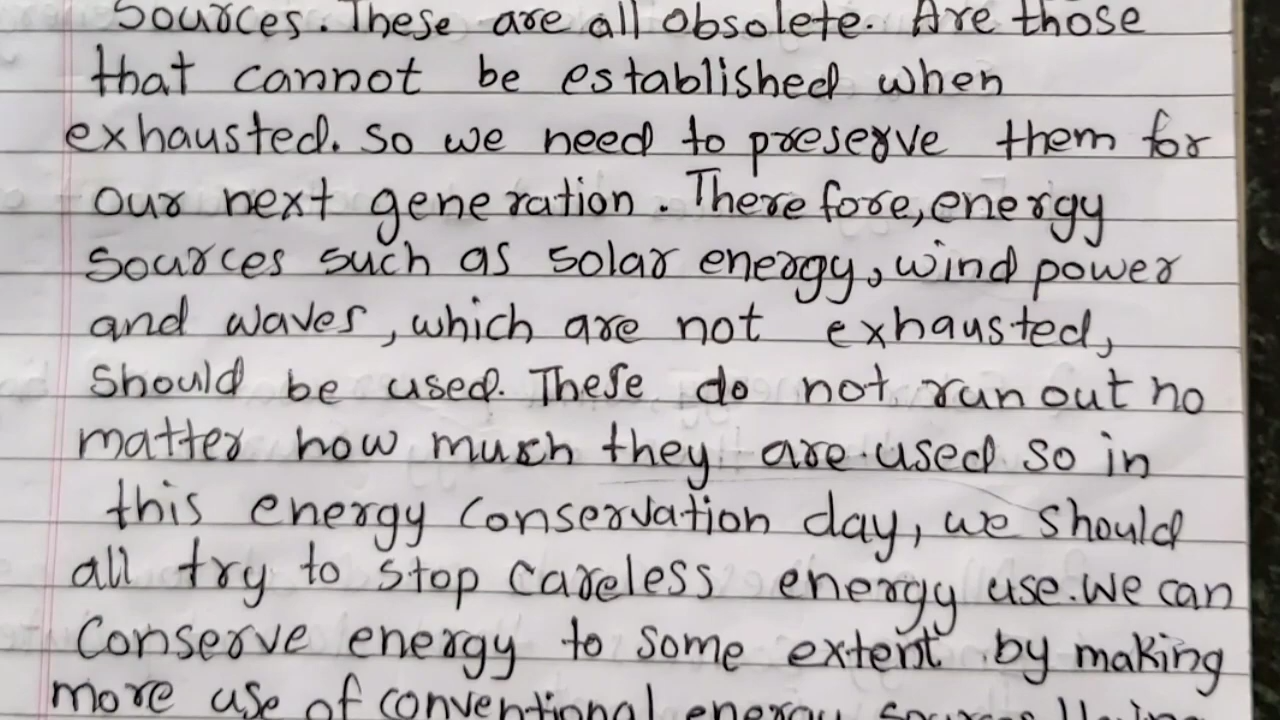 Sources. These are all obsolete. Are those
that cannot be established when
exhausted. So we need to preserve them for
our next generation. There fore, energy
Sources such as solar energy, wind power
and waves, which are not exhausted,
should be used. These do not run out no
matter how much they are used so in
this energy conservation day, we should
all try to stop careless energy use. we can
Conserve energy to some extent by making
more use of conventional energy sources